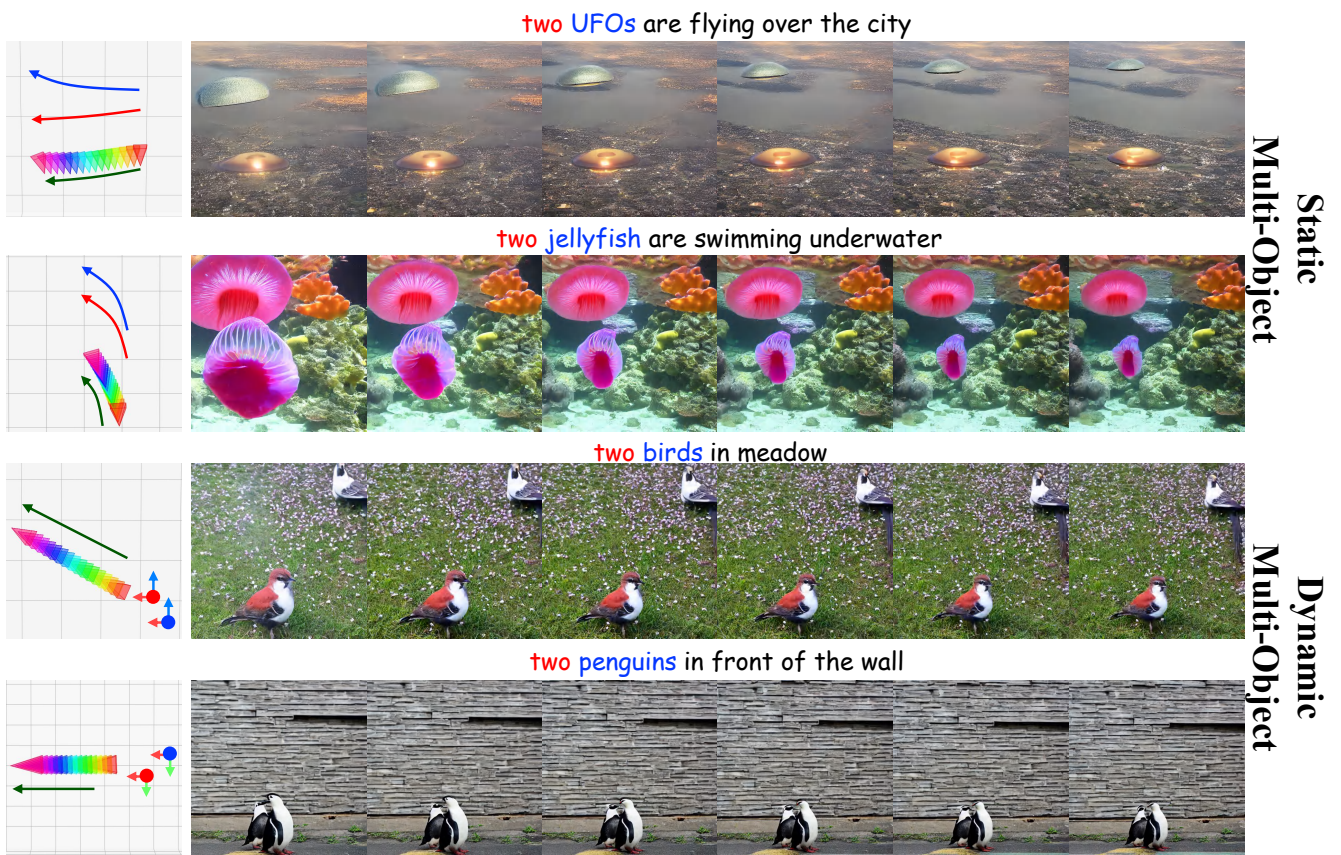 two UFOs are flying over the city
two jellyfish are swimming underwater
Static
Multi-Object
two birds in meadow
two penguins in front of the wall
Dynamic
Multi-Object